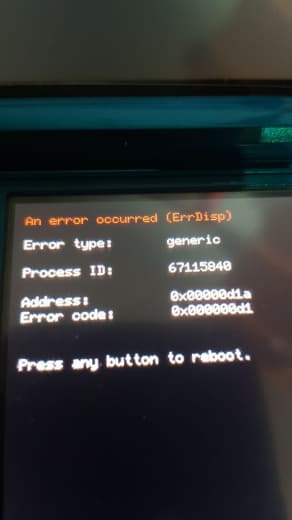 An error occurred (ErrDisp)
Error type: generic
Process ID: 67115840
Address: 0x00000d1a
Error code: 0x000000d1
Press any button to reboot.